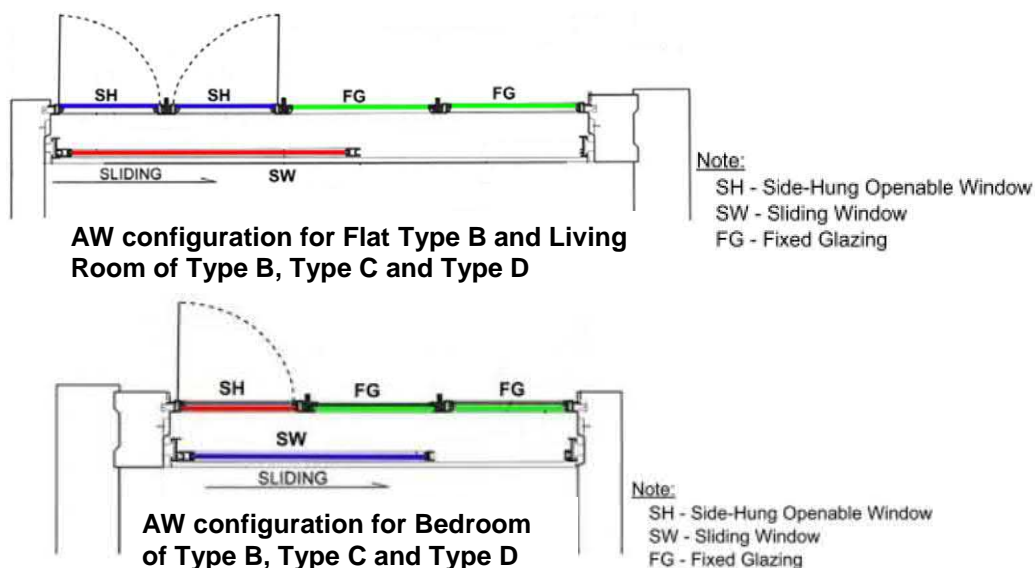 SH SH FG FG
SLIDING SW
Note:
SH - Side-Hung Openable Window
SW - Sliding Window
FG - Fixed Glazing
AW configuration for Flat Type B and Living
Room of Type B, Type C and Type D
SH FG FG
SW
SLIDING
Note:
SH - Side-Hung Openable Window
SW - Sliding Window
FG - Fixed Glazing
AW configuration for Bedroom
of Type B, Type C and Type D